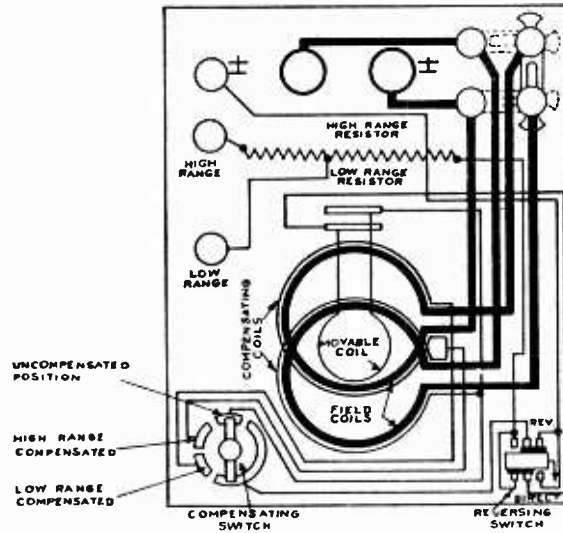 ±
±
HIGH RANGE
RESISTOR
HIGH
RANGE
LOW RANGE
RESISTOR
LOW
RANGE
COMPENSATING
COILS
MOVABLE
COIL
UNCOMPENSATED
POSITION
FIELD
COILS
HIGH RANGE
COMPENSATED
REV
LOW RANGE
COMPENSATED
DIRECT
COMPENSATING
SWITCH
REVERSING
SWITCH